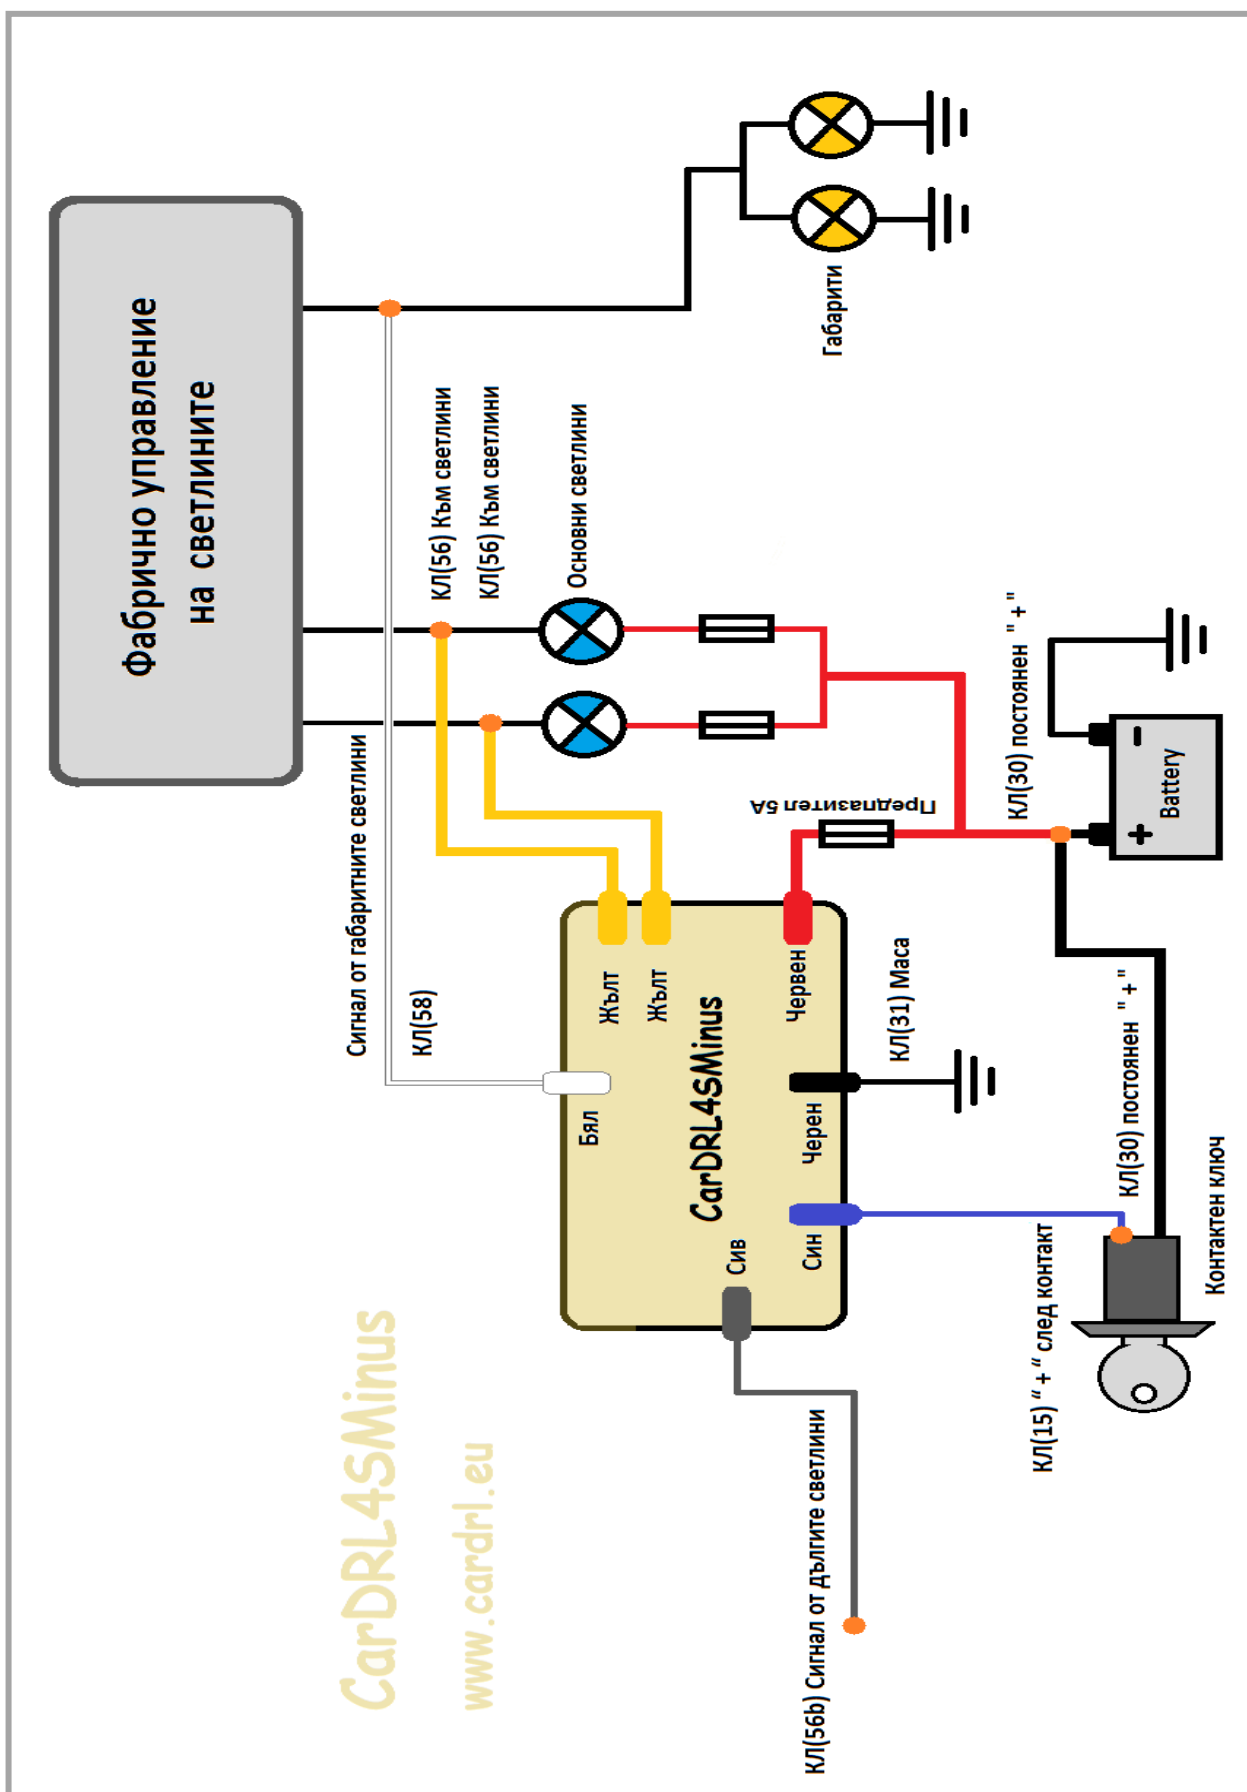 Фабрично управление
на светлините
Габарити
КЛ(56) Към светлини
КЛ(56) Към светлини
Основни светлини
Сигнал от габаритните светлини
КЛ(58)
КЛ(30) постоянен "+"
Battery
+
-
Предпазител 5А
Жълт
Жълт
Червен
Бял
CarDRL4sMinus
Черен
КЛ(31) Маса
Сив
Син
КЛ(30) постоянен "+"
КЛ(15) “+“ след контакт
Контактен ключ
КЛ(56b) Сигнал от дългите светлини
CarDRL4sMinus
www.cardrl.eu